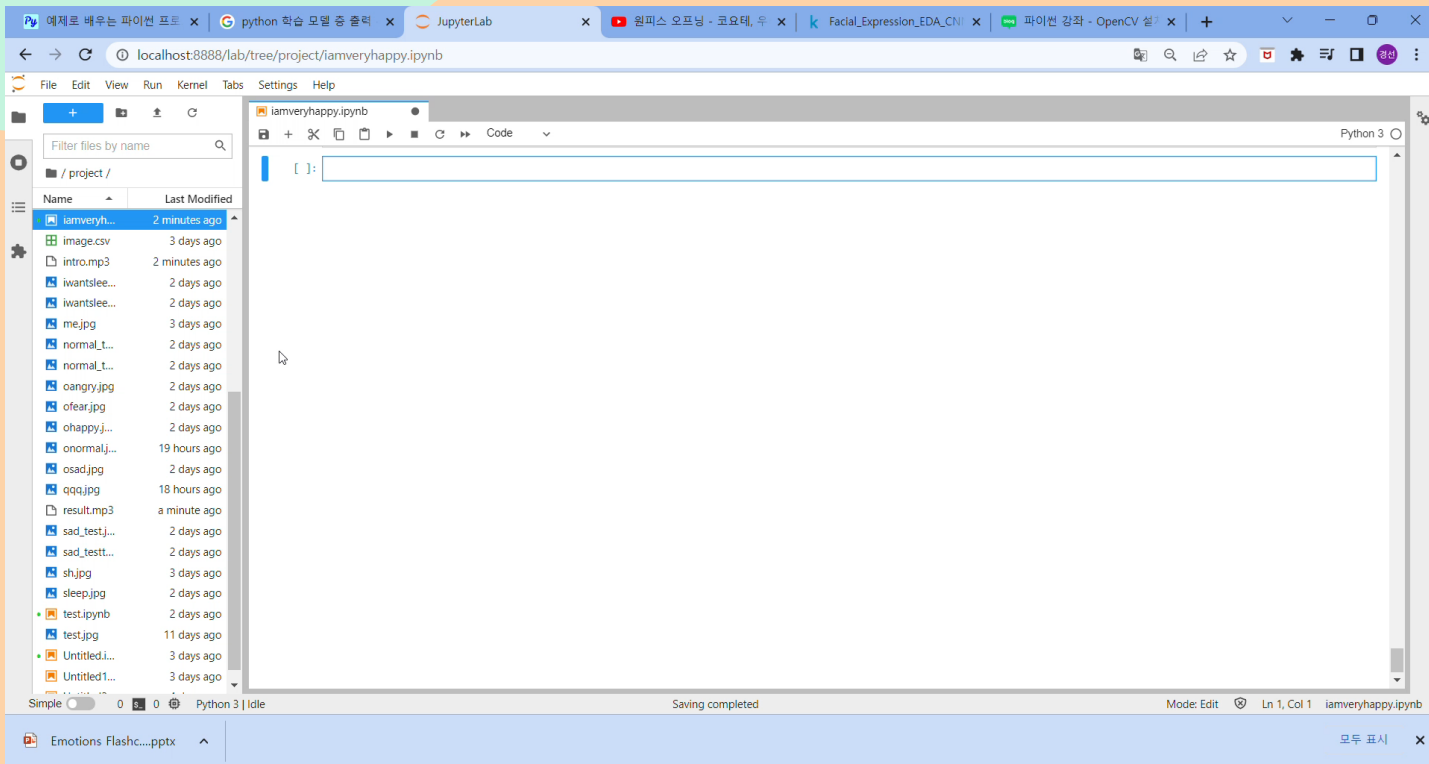 예제로 배우는 파이썬 프로
python 학습 모델 중 출력
JupyterLab
원피스 오프닝 - 코요테, 우
Facial_Expression_EDA_CN
파이썬 강좌 - OpenCV 설
localhost:8888/lab/tree/project/iamveryhappy.ipynb
경선
File Edit View Run Kernel Tabs Settings Help
iamveryhappy.ipynb
Code
Python 3
Filter files by name
/ project /
Name Last Modified
[ ]:
iamveryh... 2 minutes ago
image.csv 3 days ago
intro.mp3 2 minutes ago
iwantslee... 2 days ago
iwantslee... 2 days ago
me.jpg 3 days ago
normal_t... 2 days ago
normal_t... 2 days ago
oangry.jpg 2 days ago
ofear.jpg 2 days ago
ohappy.j... 2 days ago
onormal.j... 19 hours ago
osad.jpg 2 days ago
qqq.jpg 18 hours ago
result.mp3 a minute ago
sad_test.j... 2 days ago
sad_testt... 2 days ago
sh.jpg 3 days ago
sleep.jpg 2 days ago
test.ipynb 2 days ago
test.jpg 11 days ago
Untitled.i... 3 days ago
Untitled1... 3 days ago
Simple 0 0 Python 3 | Idle Saving completed Mode: Edit Ln 1, Col 1 iamveryhappy.ipynb
Emotions Flashc....pptx
모두 표시